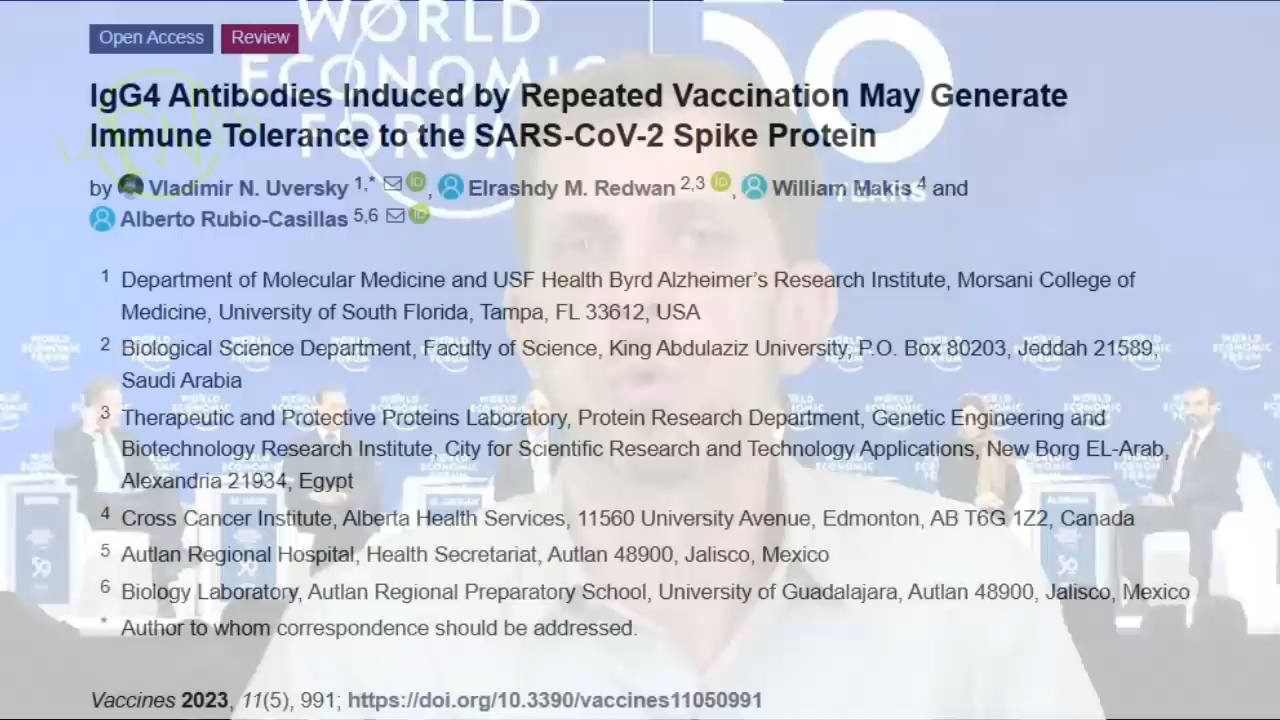 WORLD
ECONOMIC
FORUM
50
YEARS
Open Access Review
IgG4 Antibodies Induced by Repeated Vaccination May Generate
Immune Tolerance to the SARS-CoV-2 Spike Protein
by Vladimir N. Uversky 1,* iD, Elrashdy M. Redwan 2,3 iD, William Makis 4 and
Alberto Rubio-Casillas 5,6 iD
1 Department of Molecular Medicine and USF Health Byrd Alzheimer’s Research Institute, Morsani College of
Medicine, University of South Florida, Tampa, FL 33612, USA
2 Biological Science Department, Faculty of Science, King Abdulaziz University, P.O. Box 80203, Jeddah 21589,
Saudi Arabia
3 Therapeutic and Protective Proteins Laboratory, Protein Research Department, Genetic Engineering and
Biotechnology Research Institute, City for Scientific Research and Technology Applications, New Borg EL-Arab,
Alexandria 21934, Egypt
4 Cross Cancer Institute, Alberta Health Services, 11560 University Avenue, Edmonton, AB T6G 1Z2, Canada
5 Autlan Regional Hospital, Health Secretariat, Autlan 48900, Jalisco, Mexico
6 Biology Laboratory, Autlan Regional Preparatory School, University of Guadalajara, Autlan 48900, Jalisco, Mexico
* Author to whom correspondence should be addressed.
Vaccines 2023, 11(5), 991; https://doi.org/10.3390/vaccines11050991